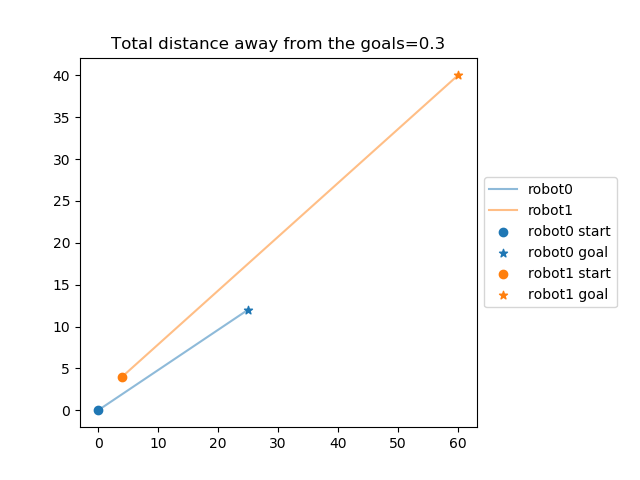 Total distance away from the goals=0.3
40
35
30
25
20
15
10
5
0
0 10 20 30 40 50 60
robot0
robot1
robot0 start
robot0 goal
robot1 start
robot1 goal